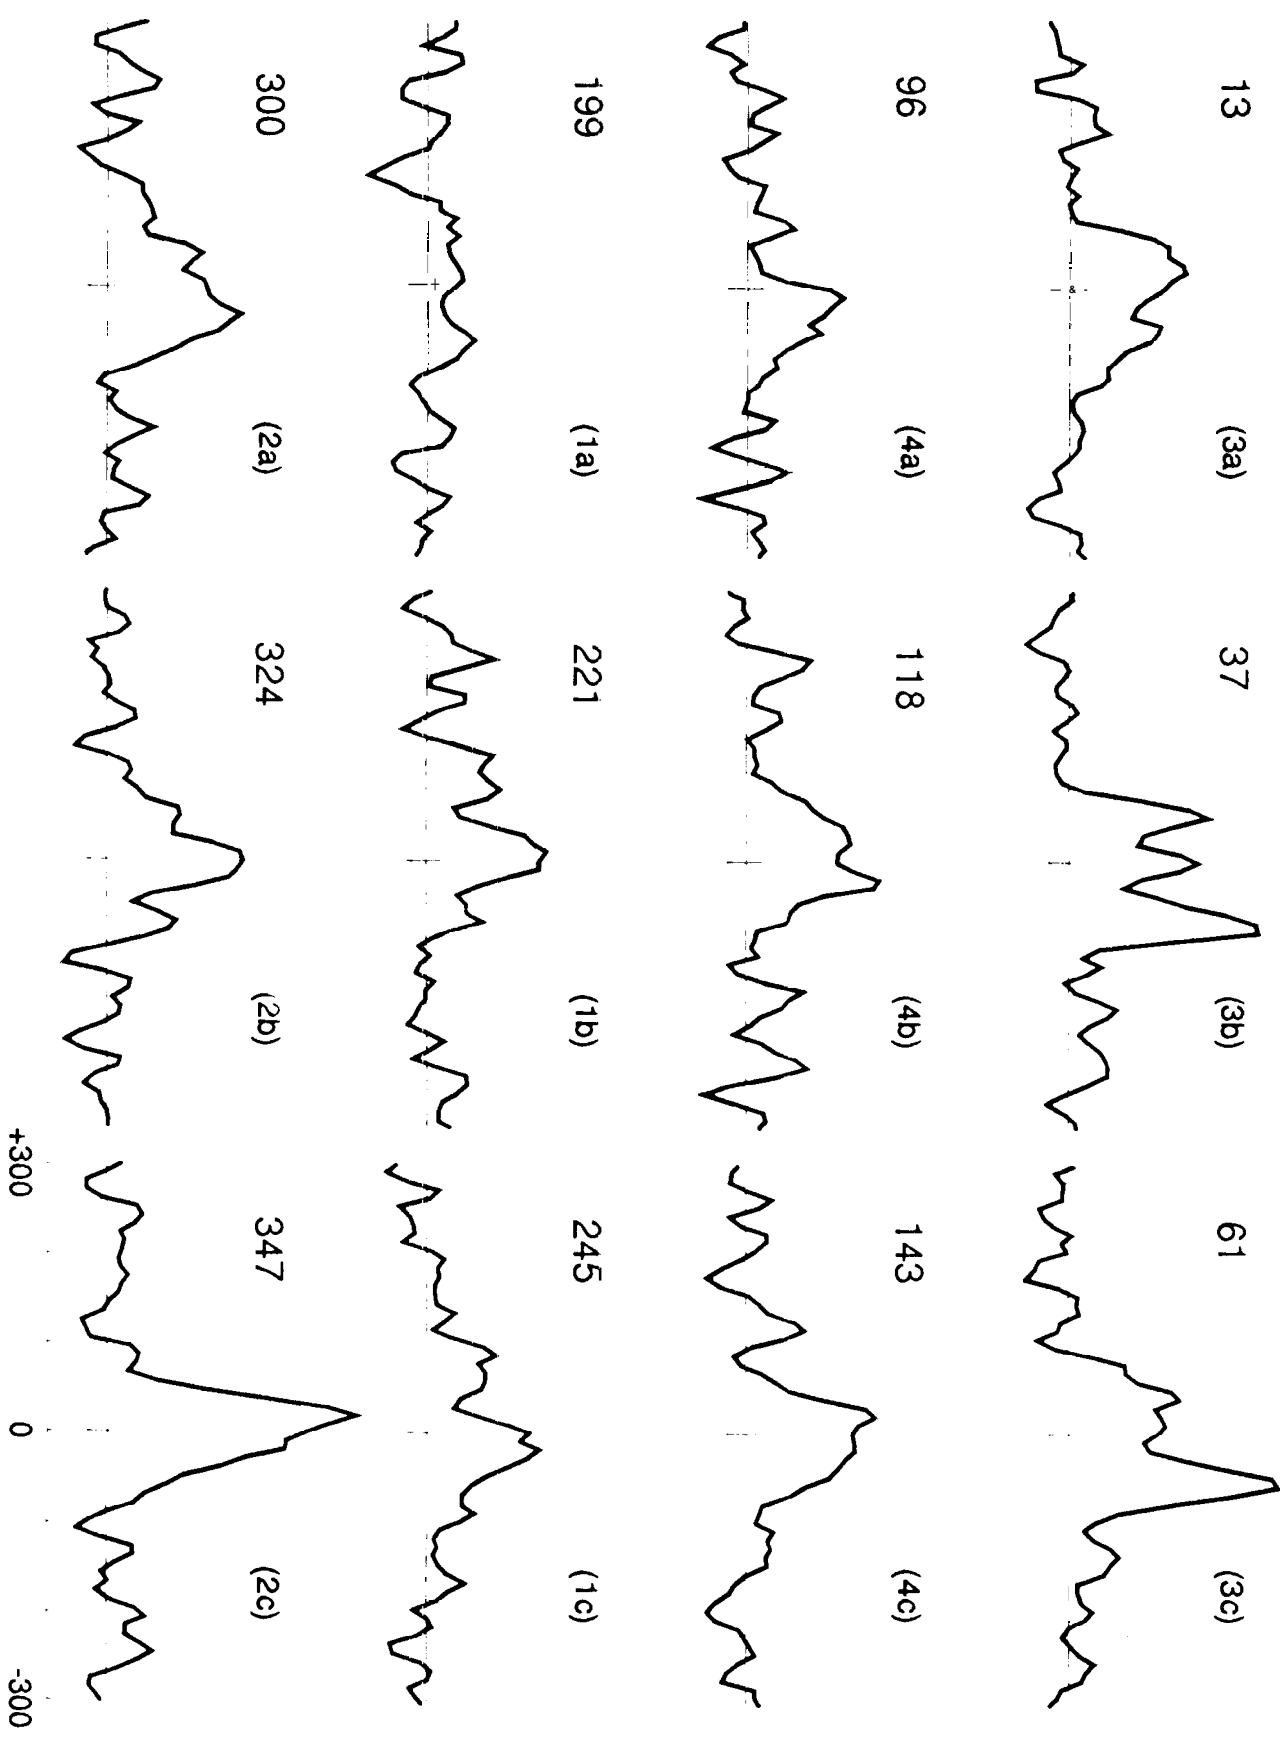 13 (3a) 37 (3b) 61 (3c)
96 (4a) 118 (4b) 143 (4c)
199 (1a) 221 (1b) 245 (1c)
300 (2a) 324 (2b) 347 (2c)
+300 0 -300